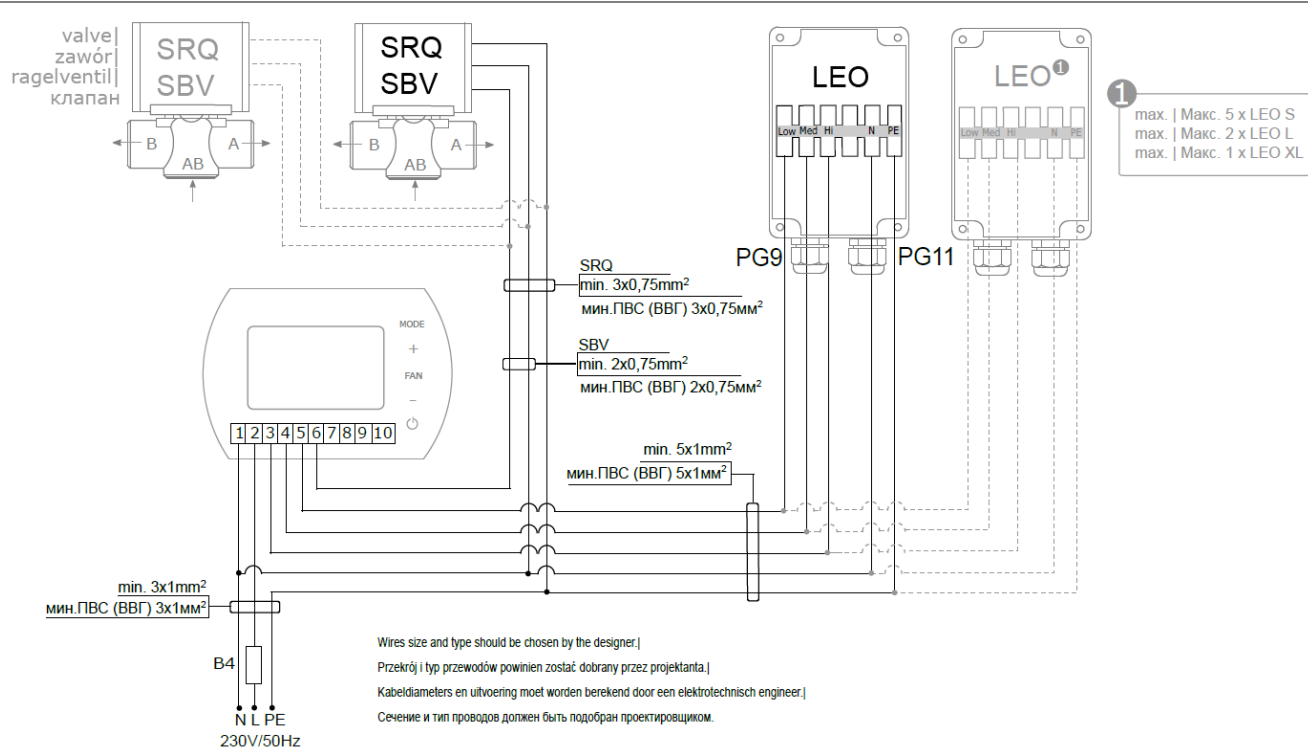 valve|
zawór|
ragelventil|
клапан
SRQ
SBV
B
A
AB
SRQ
SBV
B
A
AB
LEO
Low Med Hi N PE
PG9
PG11
LEO①
Low Med Hi N PE
1
max. | Макс. 5 x LEO S
max. | Макс. 2 x LEO L
max. | Макс. 1 x LEO XL
SRQ
min. 3x0,75mm²
мин.ПВС (ВВГ) 3x0,75мм²
SBV
min. 2x0,75mm²
мин.ПВС (ВВГ) 2x0,75мм²
MODE
+
FAN
−
1 2 3 4 5 6 7 8 9 10
min. 5x1mm²
мин.ПВС (ВВГ) 5x1мм²
min. 3x1mm²
мин.ПВС (ВВГ) 3x1мм²
B4
N L PE
230V/50Hz
Wires size and type should be chosen by the designer.|
Przekrój i typ przewodów powinien zostać dobrany przez projektanta.|
Kabeldiameters en uitvoering moet worden berekend door een elektrotechnisch engineer.|
Сечение и тип проводов должен быть подобран проектировщиком.